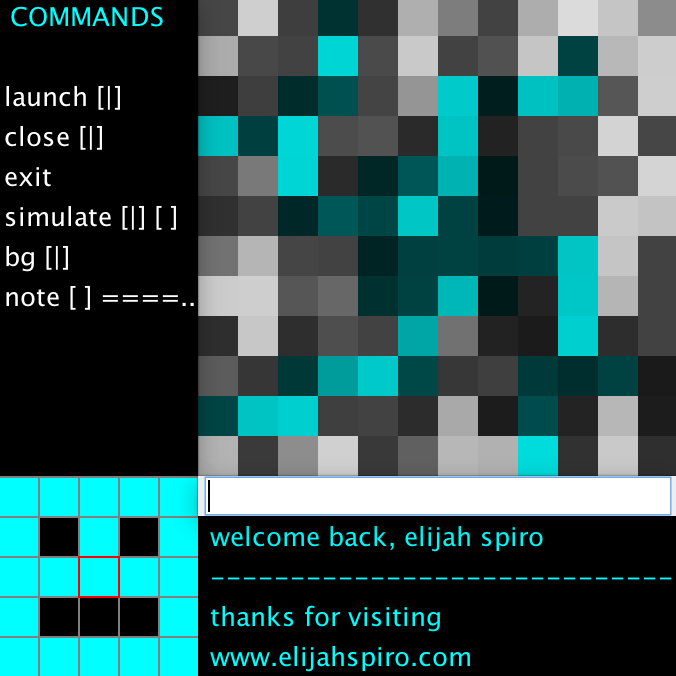 COMMANDS
launch [|]
close [|]
exit
simulate [|] [ ]
bg [|]
note [ ] ====..
welcome back, elijah spiro
-----------------------------
thanks for visiting
www.elijahspiro.com